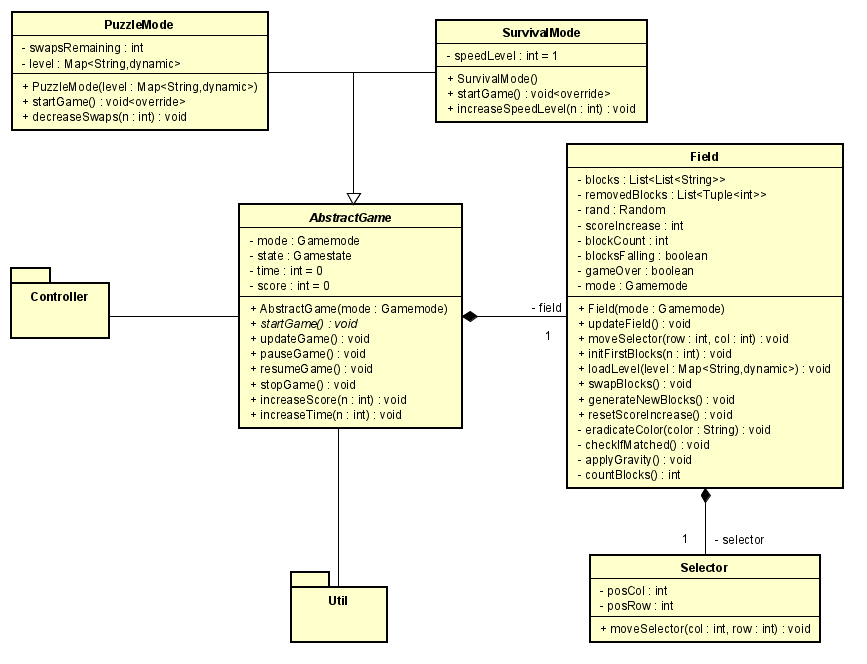 PuzzleMode
- swapsRemaining : int
- level : Map<String,dynamic>
+ PuzzleMode(level : Map<String,dynamic>)
+ startGame() : void<override>
+ decreaseSwaps(n : int) : void
SurvivalMode
- speedLevel : int = 1
+ SurvivalMode()
+ startGame() : void<override>
+ increaseSpeedLevel(n : int) : void
Field
- blocks : List<List<String>>
- removedBlocks : List<Tuple<int>>
- rand : Random
- scoreIncrease : int
- blockCount : int
- blocksFalling : boolean
- gameOver : boolean
- mode : Gamemode
+ Field(mode : Gamemode)
+ updateField() : void
+ moveSelector(row : int, col : int) : void
+ initFirstBlocks(n : int) : void
+ loadLevel(level : Map<String,dynamic>) : void
+ swapBlocks() : void
+ generateNewBlocks() : void
+ resetScoreIncrease() : void
- eradicateColor(color : String) : void
- checkIfMatched() : void
- applyGravity() : void
- countBlocks() : int
AbstractGame
- mode : Gamemode
- state : Gamestate
- time : int = 0
- score : int = 0
+ AbstractGame(mode : Gamemode)
+ startGame() : void
+ updateGame() : void
+ pauseGame() : void
+ resumeGame() : void
+ stopGame() : void
+ increaseScore(n : int) : void
+ increaseTime(n : int) : void
Controller
- field
1
1
- selector
Selector
- posCol : int
- posRow : int
+ moveSelector(col : int, row : int) : void
Util